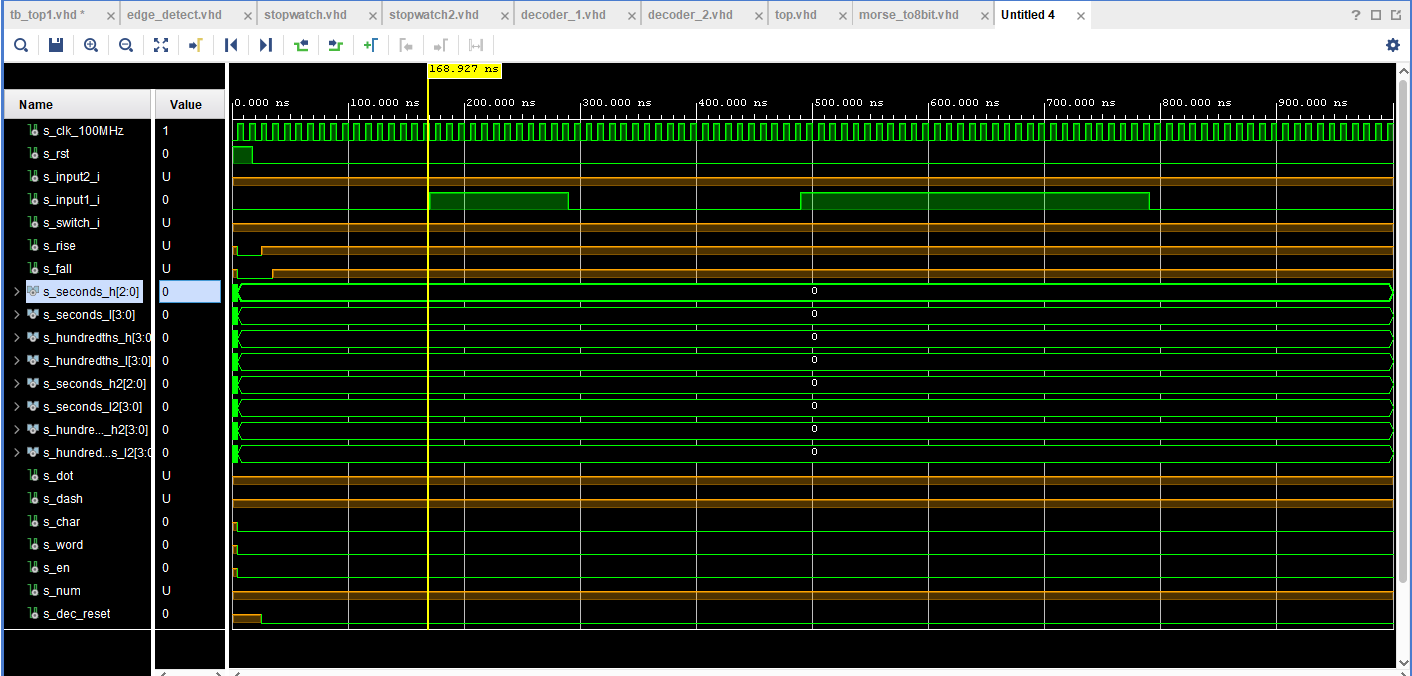 tb_top1.vhd * × edge_detect.vhd × stopwatch.vhd × stopwatch2.vhd × decoder_1.vhd × decoder_2.vhd × top.vhd × morse_to8bit.vhd × Untitled 4 ×
168.927 ns
Name Value 0.000 ns 100.000 ns 200.000 ns 300.000 ns 400.000 ns 500.000 ns 600.000 ns 700.000 ns 800.000 ns 900.000 ns
s_clk_100MHz 1
s_rst 0
s_input2_i U
s_input1_i 0
s_switch_i U
s_rise U
s_fall U
s_seconds_h[2:0] 0 0
s_seconds_l[3:0] 0 0
s_hundredths_h[3:0 0 0
s_hundredths_l[3:0] 0 0
s_seconds_h2[2:0] 0 0
s_seconds_l2[3:0] 0 0
s_hundre..._h2[3:0] 0 0
s_hundred...s_l2[3:0 0 0
s_dot U
s_dash U
s_char 0
s_word 0
s_en 0
s_num U
s_dec_reset 0